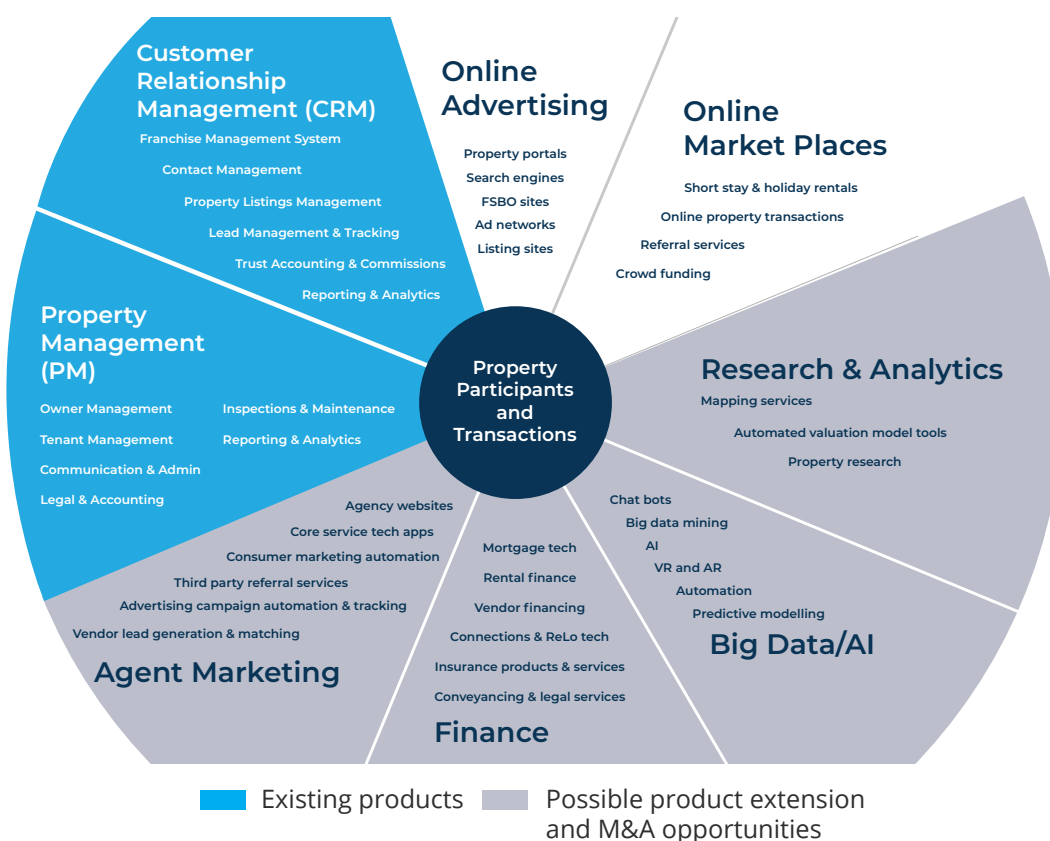 Customer
Relationship
Management (CRM)
Franchise Management System
Contact Management
Property Listings Management
Lead Management & Tracking
Trust Accounting & Commissions
Reporting & Analytics
Online
Advertising
Property portals
Search engines
FSBO sites
Ad networks
Listing sites
Online
Market Places
Short stay & holiday rentals
Online property transactions
Referral services
Crowd funding
Property
Management
(PM)
Owner Management
Tenant Management
Communication & Admin
Legal & Accounting
Inspections & Maintenance
Reporting & Analytics
Property
Participants
and
Transactions
Research & Analytics
Mapping services
Automated valuation model tools
Property research
Agency websites
Core service tech apps
Consumer marketing automation
Third party referral services
Advertising campaign automation & tracking
Vendor lead generation & matching
Agent Marketing
Mortgage tech
Rental finance
Vendor financing
Connections & ReLo tech
Insurance products & services
Conveyancing & legal services
Finance
Chat bots
Big data mining
AI
VR and AR
Automation
Predictive modelling
Big Data/AI
Existing products
Possible product extension
and M&A opportunities